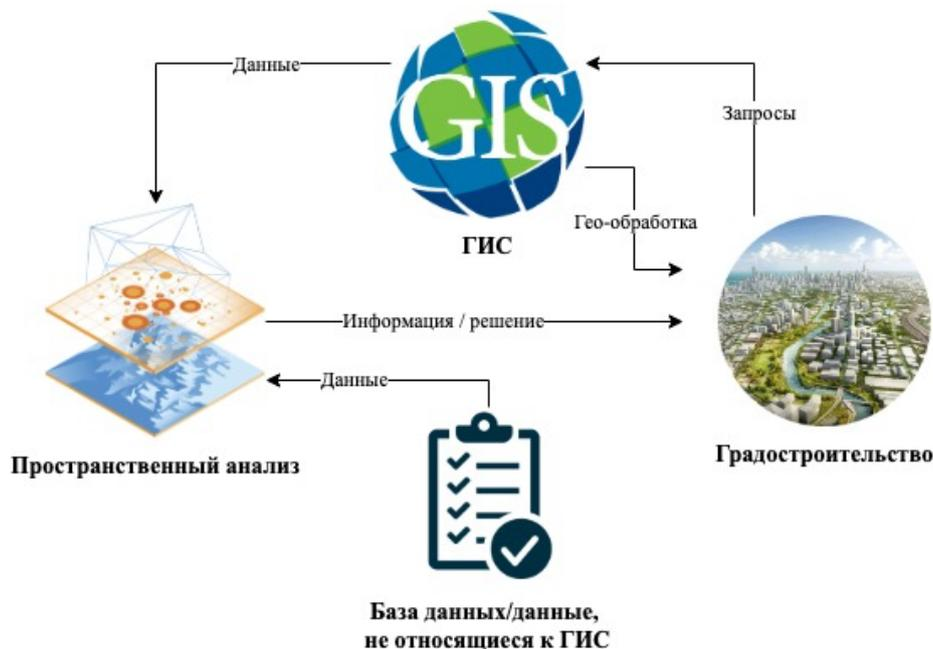 Данные
GIS
Запросы
Гео-обработка
ГИС
Информация / решение
Данные
Градостроительство
Пространственный анализ
База данных/данные,
не относящиеся к ГИС